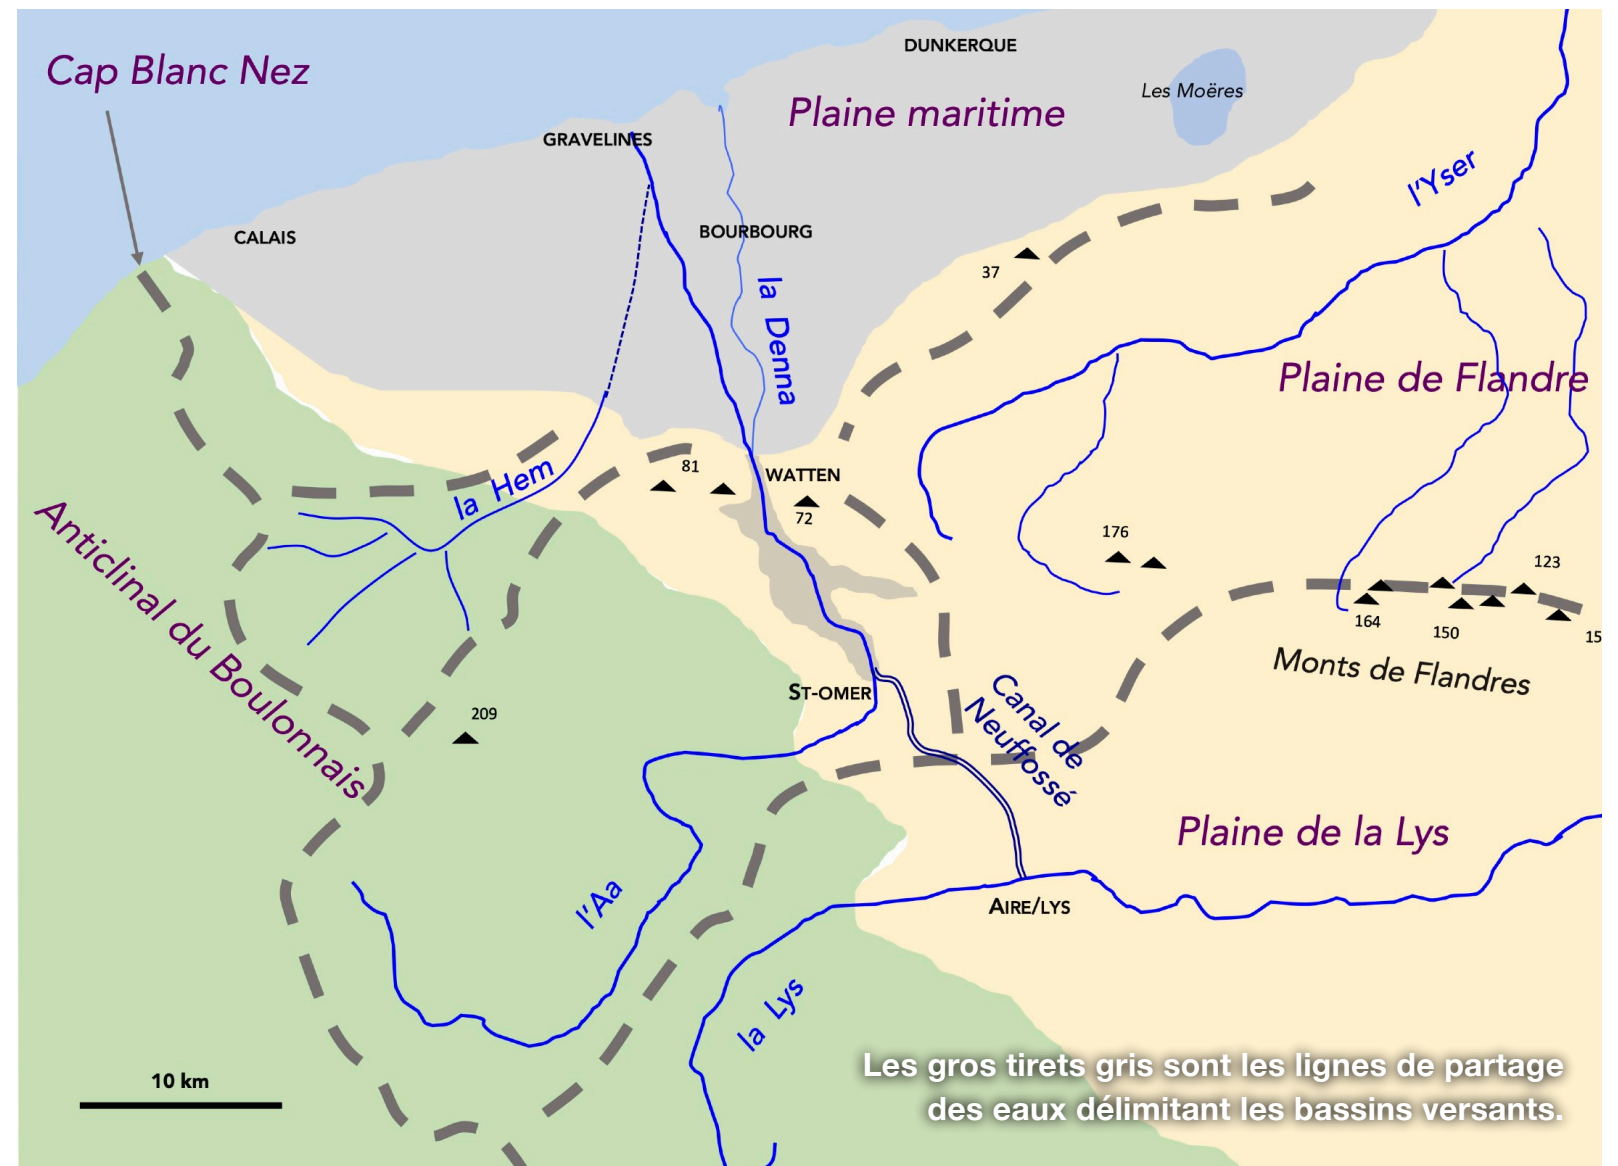 DUNKERQUE
Cap Blanc Nez
Les Moëres
Plaine maritime
GRAVELINES
l'Yser
CALAIS
BOURBOURG
37
la Denna
Plaine de Flandre
81
WATTEN
la Hem
72
176
123
Anticlinal du Boulonnais
164
150
15
Monts de Flandres
ST-OMER
209
Canal de
Neuffossé
Plaine de la Lys
l'Aa
AIRE/LYS
la Lys
Les gros tirets gris sont les lignes de partage
des eaux délimitant les bassins versants.
10 km